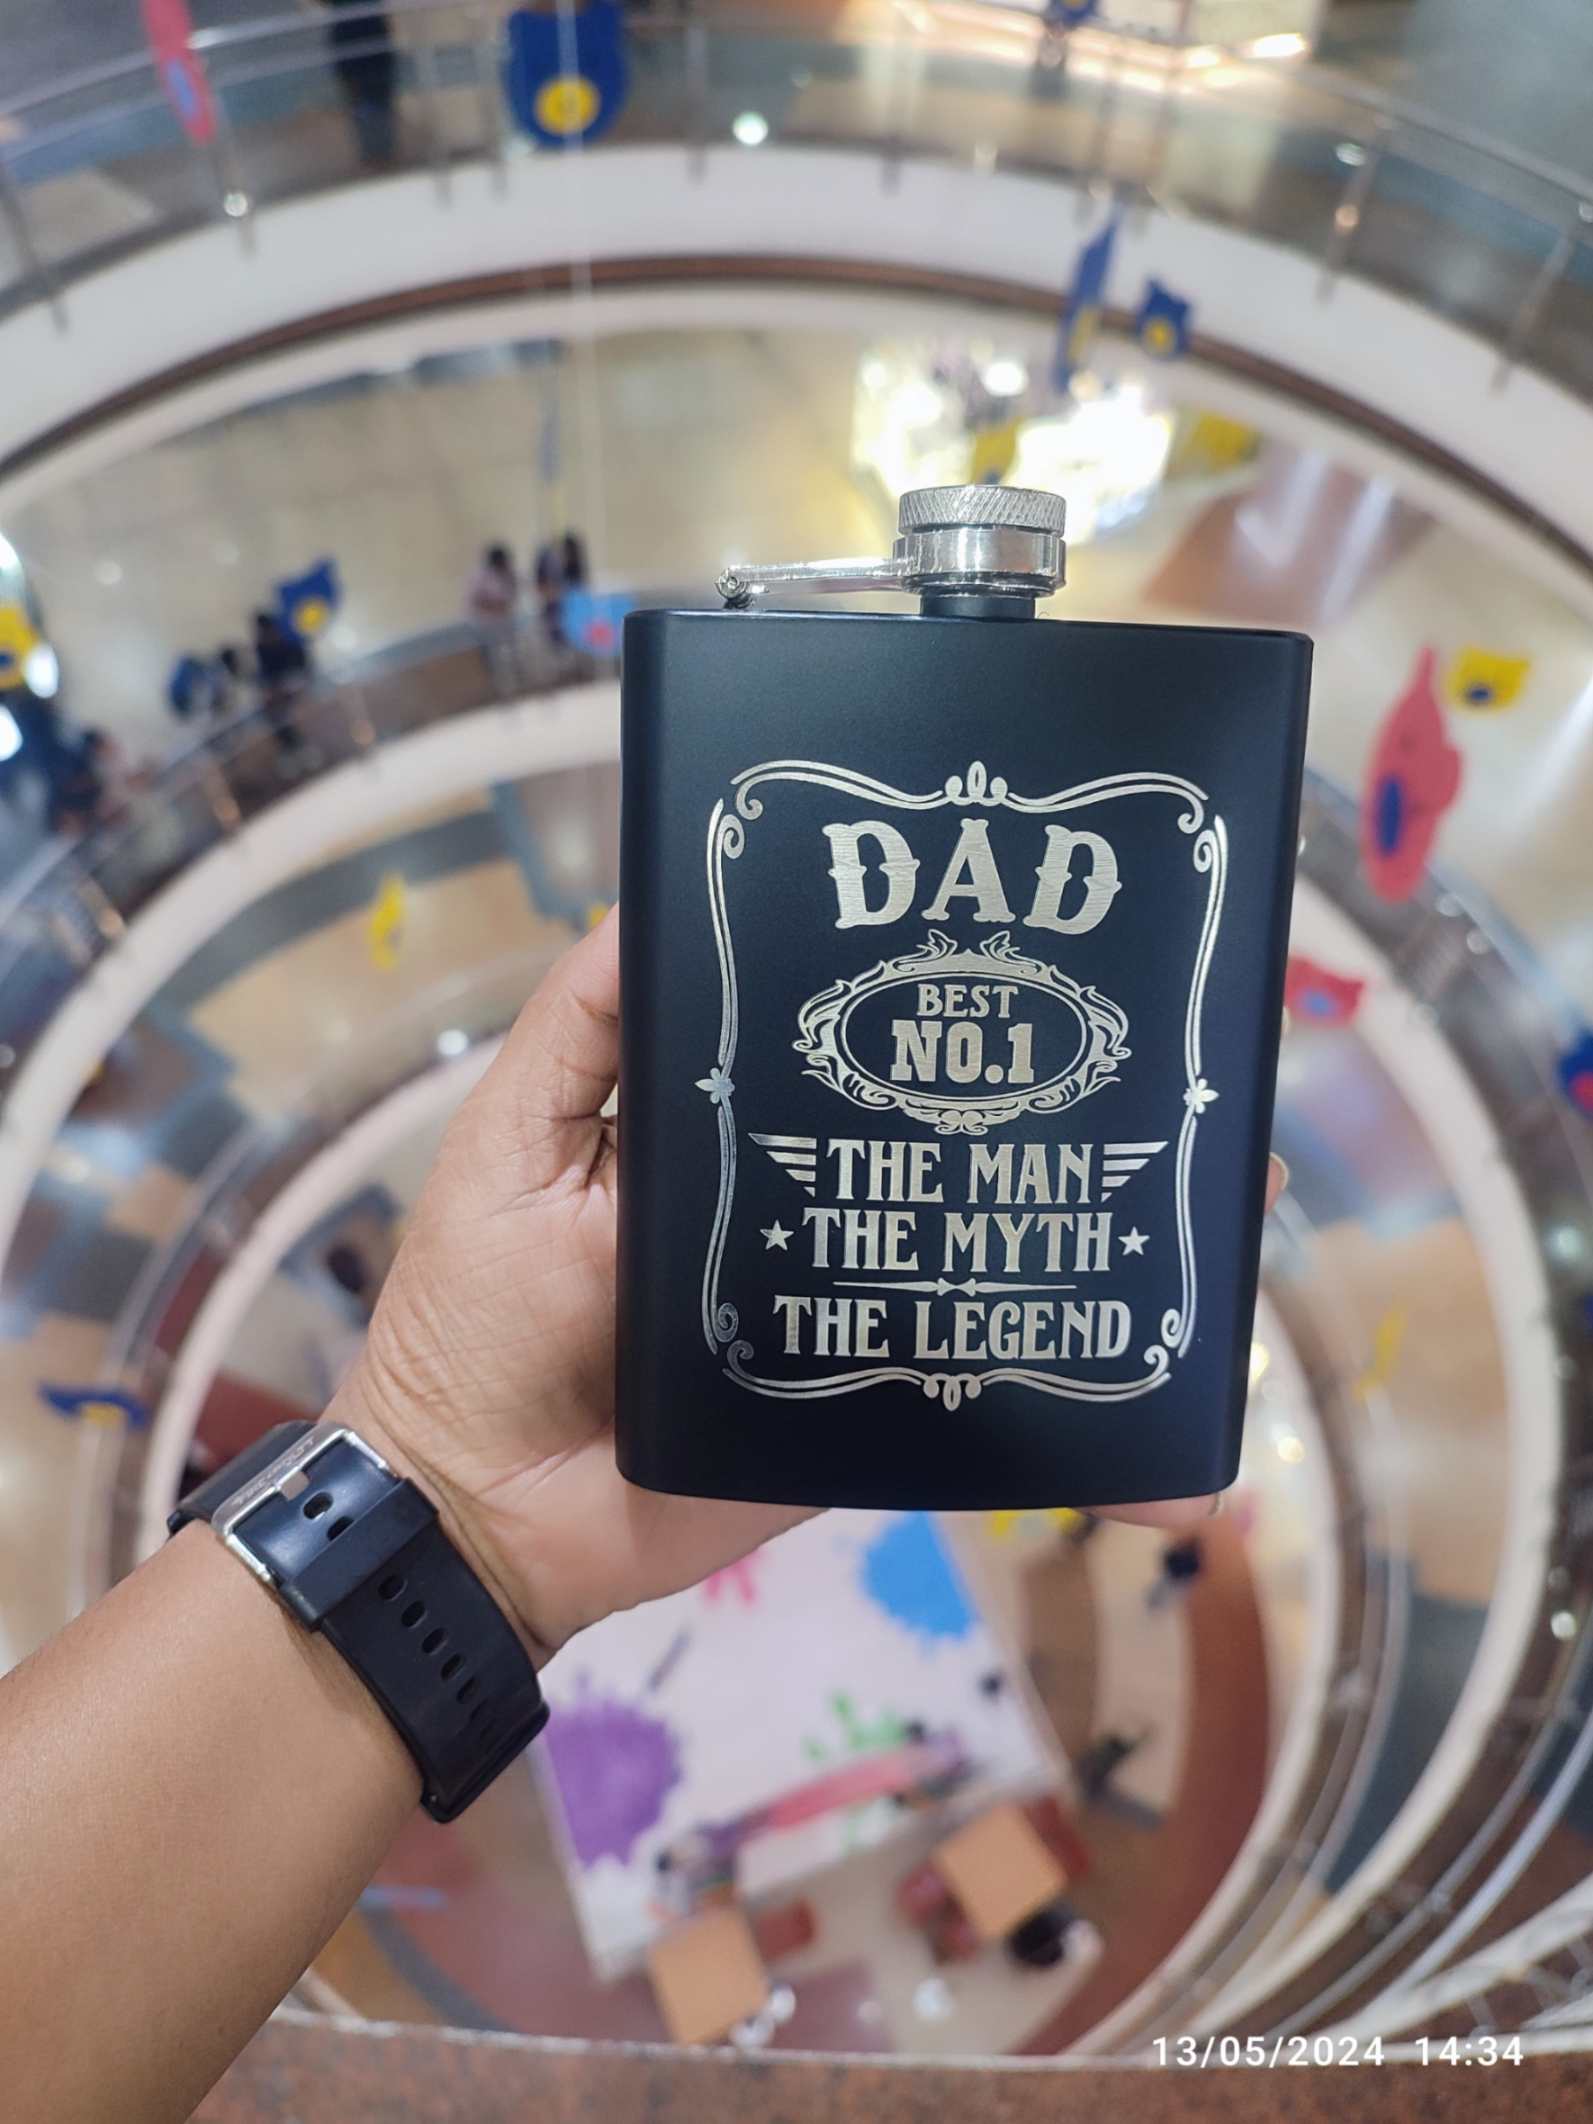 DAD
BEST
NO.1
THE MAN
THE MYTH
THE LEGEND
13/05/2024 14:34